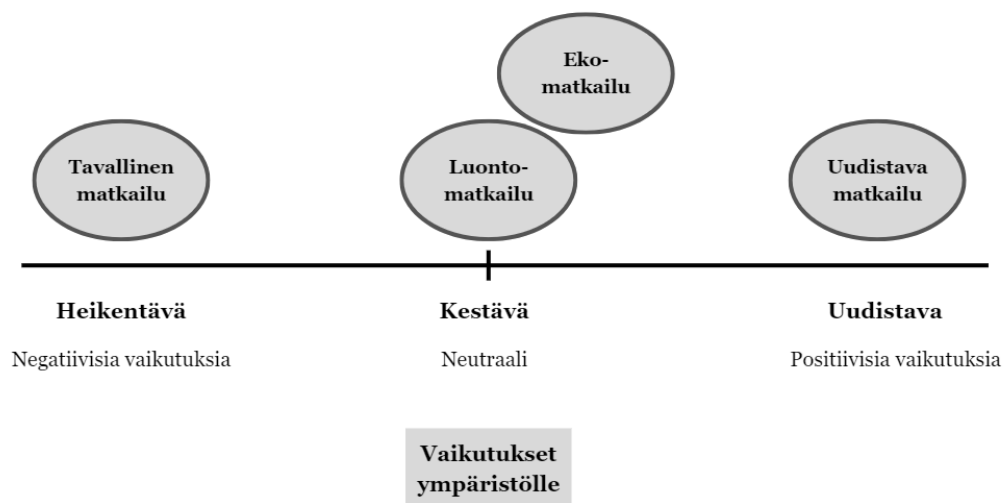 Eko-
matkailu
Tavallinen
matkailu
Luonto-
matkailu
Uudistava
matkailu
Heikentävä
Kestävä
Uudistava
Negatiivisia vaikutuksia
Neutraali
Positiivisia vaikutuksia
Vaikutukset
ympäristölle